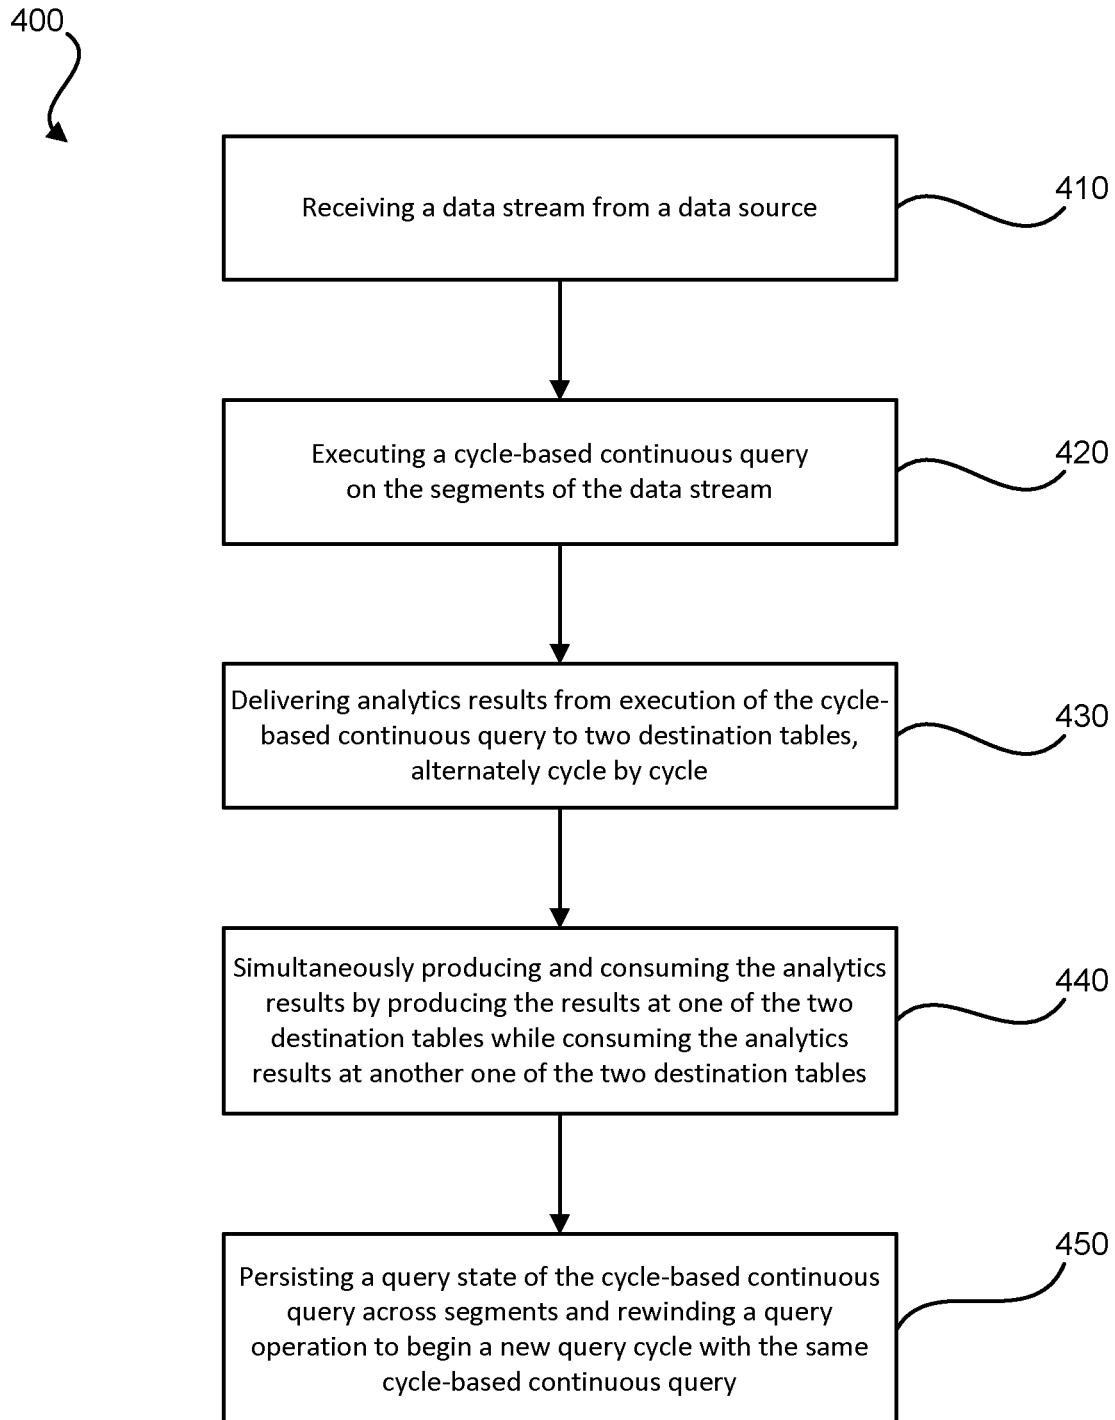 400
Receiving a data stream from a data source
410
Executing a cycle-based continuous query
on the segments of the data stream
420
Delivering analytics results from execution of the cycle-
based continuous query to two destination tables,
alternately cycle by cycle
430
Simultaneously producing and consuming the analytics
results by producing the results at one of the two
destination tables while consuming the analytics
results at another one of the two destination tables
440
Persisting a query state of the cycle-based continuous
query across segments and rewinding a query
operation to begin a new query cycle with the same
cycle-based continuous query
450